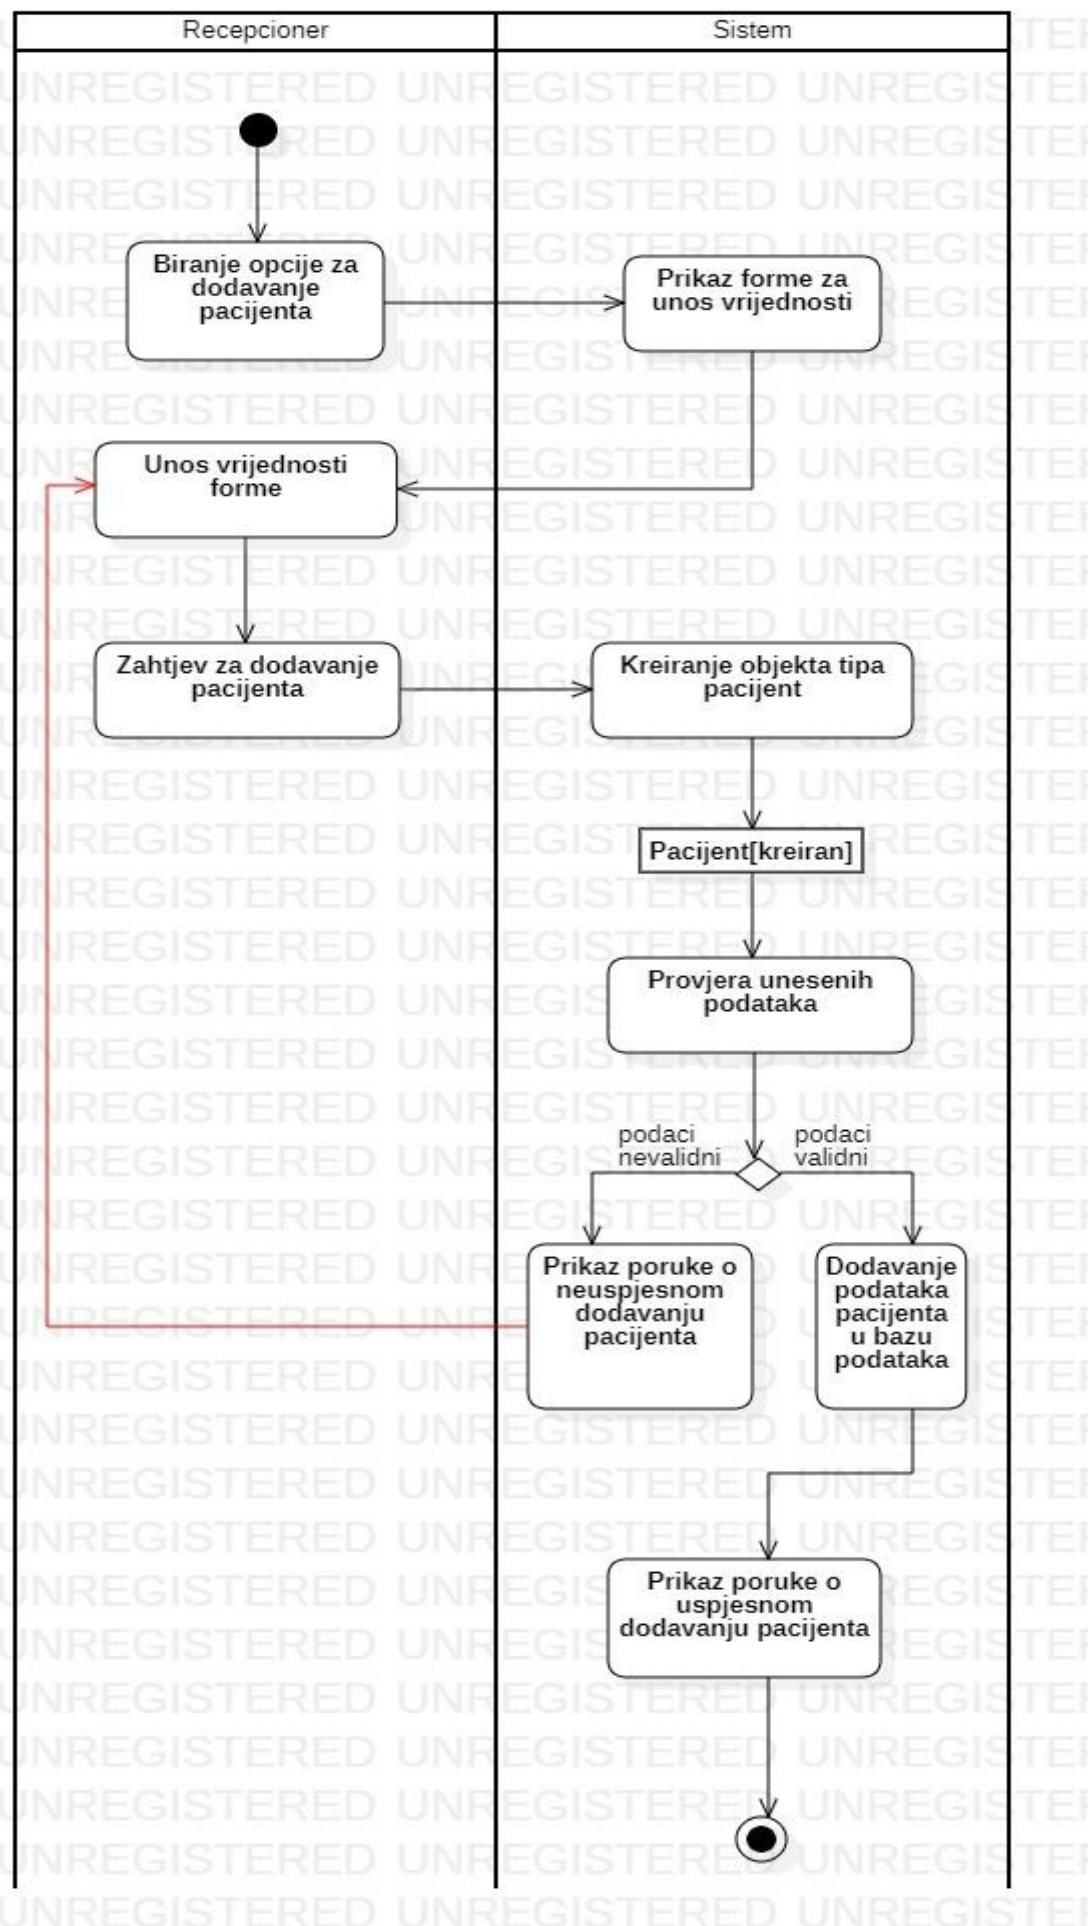 Recepcioner
Sistem
Biranje opcije za
dodavanje
pacijenta
Prikaz forme za
unos vrijednosti
Unos vrijednosti
forme
Zahtjev za dodavanje
pacijenta
Kreiranje objekta tipa
pacijent
Pacijent[kreiran]
Provjera unesenih
podataka
podaci
nevalidni
podaci
validni
Prikaz poruke o
neuspjesnom
dodavanju
pacijenta
Dodavanje
podataka
pacijenta
u bazu
podataka
Prikaz poruke o
uspjesnom
dodavanju pacijenta
UNREGISTERED